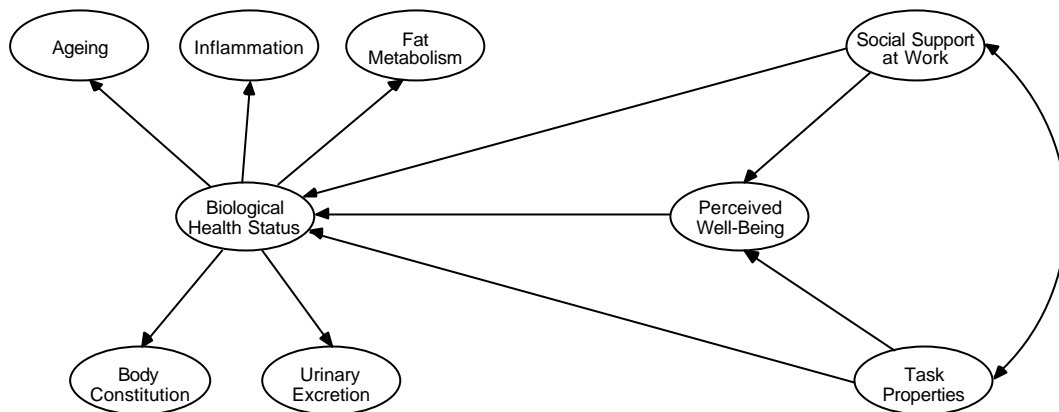 Ageing
Inflammation
Fat
Metabolism
Social Support
at Work
Biological
Health Status
Perceived
Well-Being
Body
Constitution
Urinary
Excretion
Task
Properties